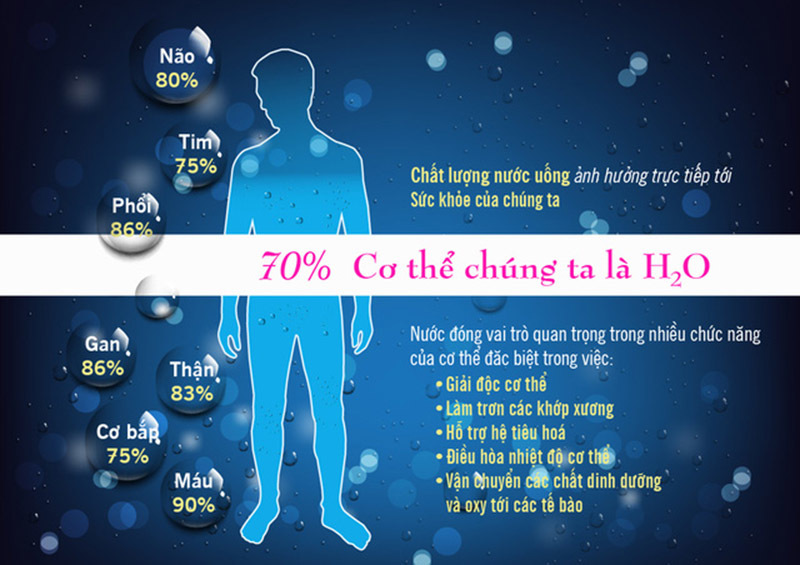 Não
80%
Tim
75%
Phổi
86%
Chất lượng nước uống ảnh hưởng trực tiếp tới
Sức khỏe của chúng ta
70% Cơ thể chúng ta là H₂O
Gan
86%
Thận
83%
Cơ bắp
75%
Máu
90%
Nước đóng vai trò quan trọng trong nhiều chức năng
của cơ thể đăc biệt trong việc:
• Giải độc cơ thể
• Làm trơn các khớp xương
• Hỗ trợ hệ tiêu hoá
• Điều hòa nhiệt độ cơ thể
• Vận chuyển các chất dinh dưỡng
và oxy tới các tế bào